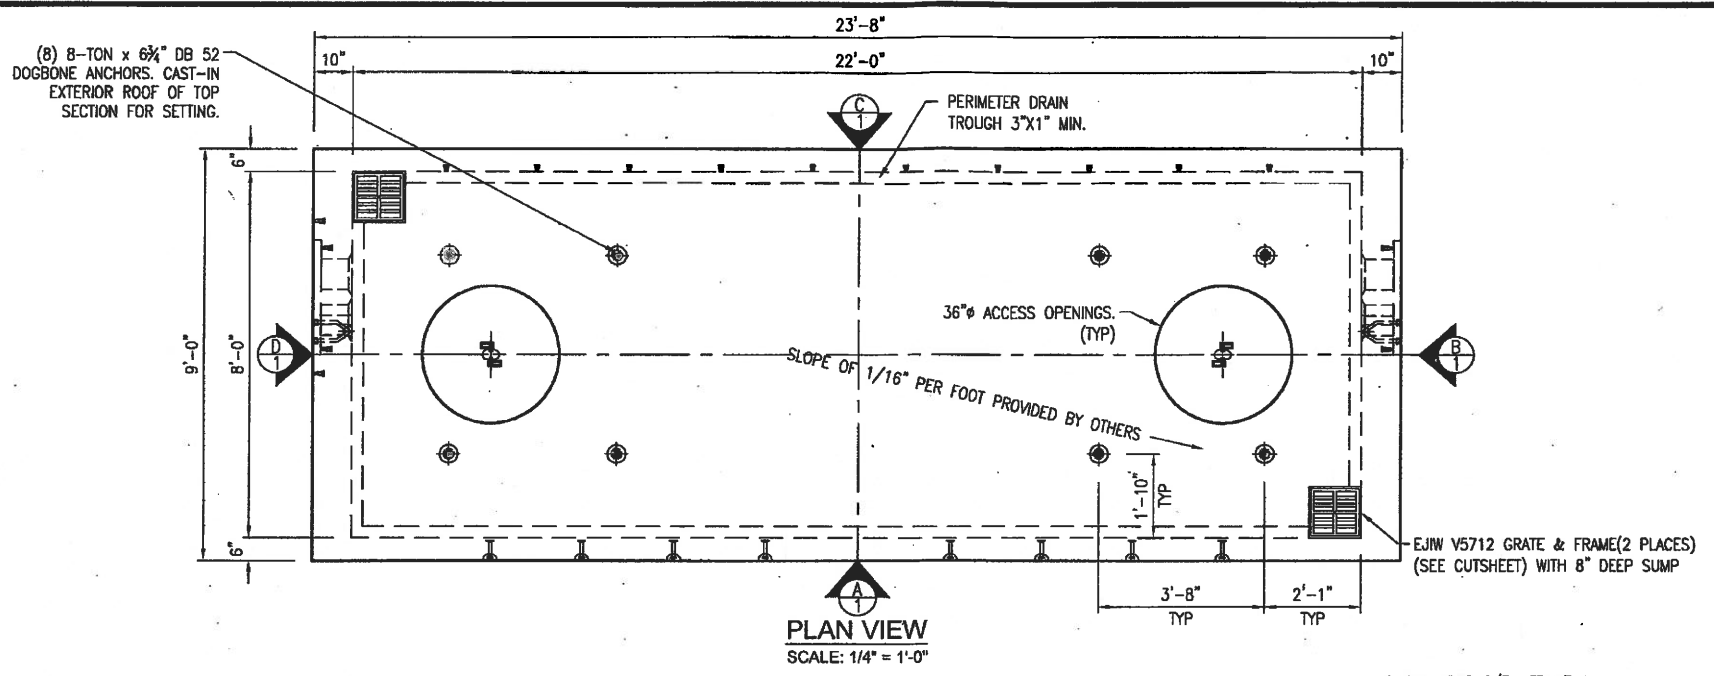 23'-8"
(8) 8-TON x 6¾" DB 52
DOGBONE ANCHORS. CAST-IN
EXTERIOR ROOF OF TOP
SECTION FOR SETTING.
10"
22'-0"
10"
C
1
PERIMETER DRAIN
TROUGH 3"X1" MIN.
6"
9'-0"
8'-0"
D
1
36"ø ACCESS OPENINGS.
(TYP)
B
1
SLOPE OF 1/16" PER FOOT PROVIDED BY OTHERS
1'-10"
TYP
6"
EJIW V5712 GRATE & FRAME(2 PLACES)
(SEE CUTSHEET) WITH 8" DEEP SUMP
A
1
3'-8"
TYP
2'-1"
TYP
PLAN VIEW
SCALE: 1/4" = 1'-0"